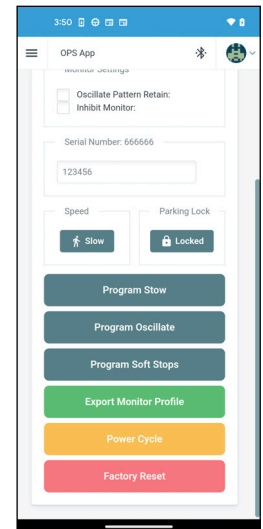 3:50
OPS App
Monitor Settings
Oscillate Pattern Retain:
Inhibit Monitor:
Serial Number: 666666
123456
Speed Parking Lock
Slow Locked
Program Stow
Program Oscillate
Program Soft Stops
Export Monitor Profile
Power Cycle
Factory Reset